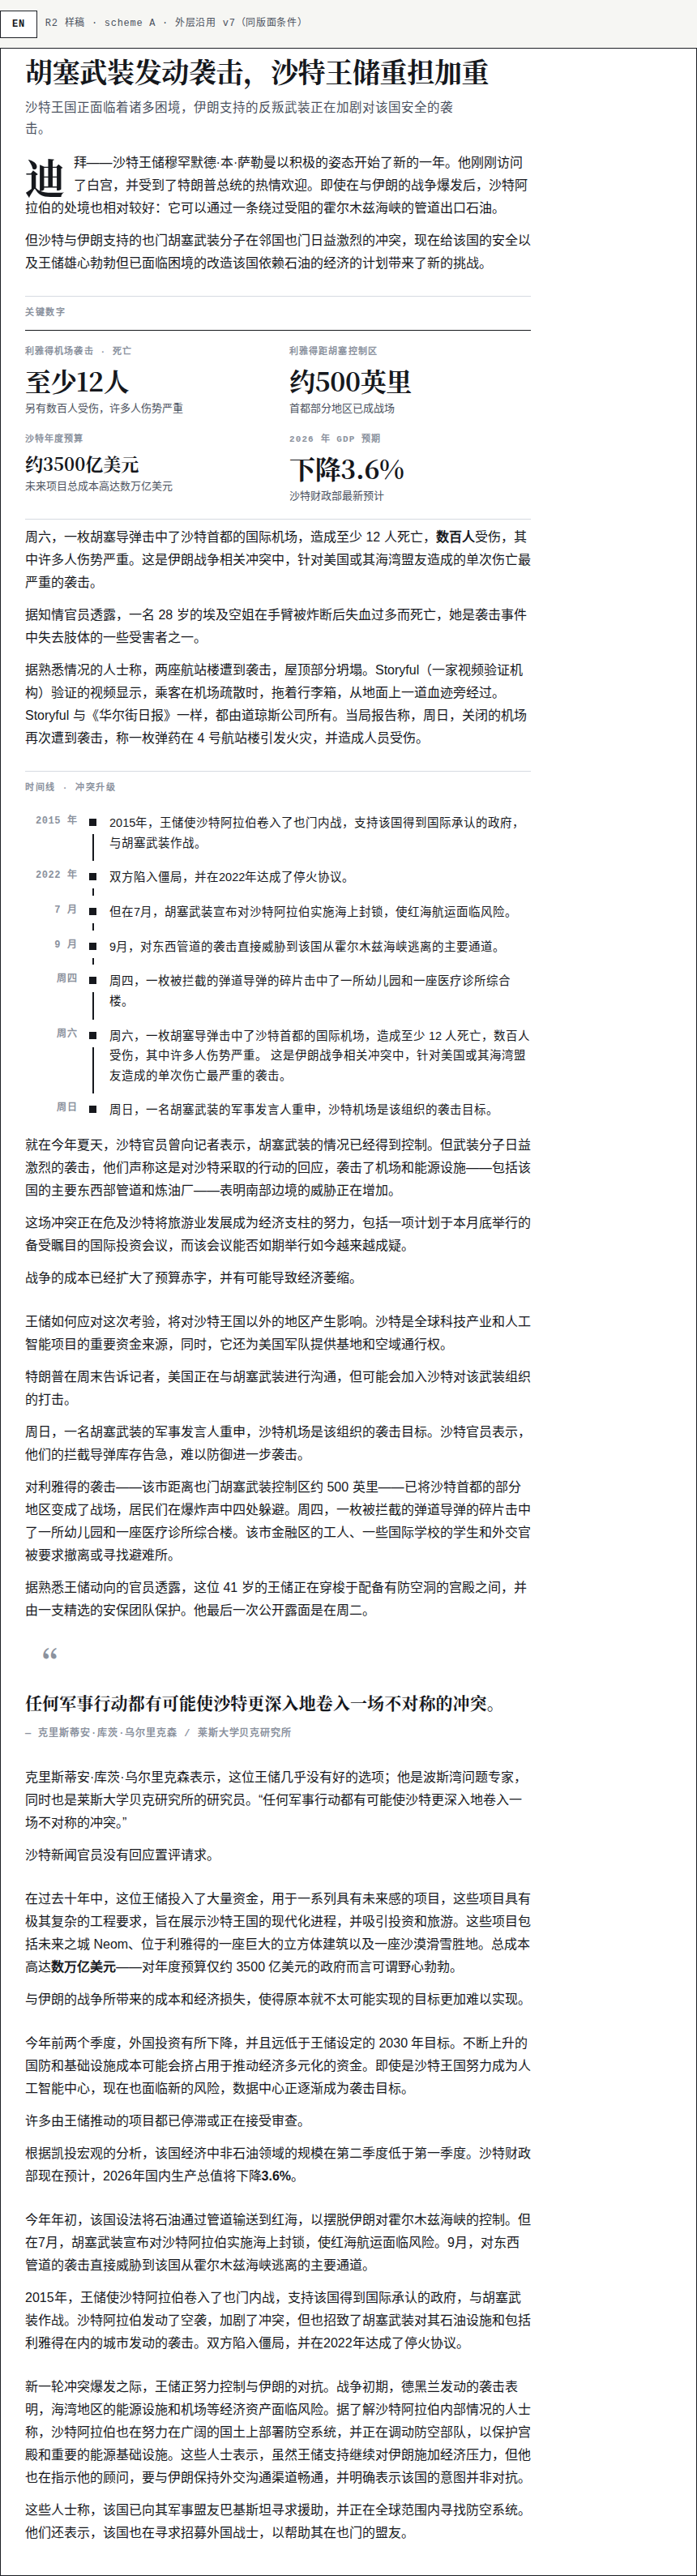 EN R2 样稿 · scheme A · 外层沿用 v7（同版面条件）
胡塞武装发动袭击，沙特王储重担加重
沙特王国正面临着诸多困境，伊朗支持的反叛武装正在加剧对该国安全的袭
击。
迪拜——沙特王储穆罕默德·本·萨勒曼以积极的姿态开始了新的一年。他刚刚访问
了白宫，并受到了特朗普总统的热情欢迎。即使在与伊朗的战争爆发后，沙特阿
拉伯的处境也相对较好：它可以通过一条绕过受阻的霍尔木兹海峡的管道出口石油。
但沙特与伊朗支持的也门胡塞武装分子在邻国也门日益激烈的冲突，现在给该国的安全以
及王储雄心勃勃但已面临困境的改造该国依赖石油的经济的计划带来了新的挑战。
关键数字
利雅得机场袭击 · 死亡
至少12人
另有数百人受伤，许多人伤势严重
利雅得距胡塞控制区
约500英里
首都部分地区已成战场
沙特年度预算
约3500亿美元
未来项目总成本高达数万亿美元
2026 年 GDP 预期
下降3.6%
沙特财政部最新预计
周六，一枚胡塞导弹击中了沙特首都的国际机场，造成至少 12 人死亡，数百人受伤，其
中许多人伤势严重。这是伊朗战争相关冲突中，针对美国或其海湾盟友造成的单次伤亡最
严重的袭击。
据知情官员透露，一名 28 岁的埃及空姐在手臂被炸断后失血过多而死亡，她是袭击事件
中失去肢体的一些受害者之一。
据熟悉情况的人士称，两座航站楼遭到袭击，屋顶部分坍塌。Storyful（一家视频验证机
构）验证的视频显示，乘客在机场疏散时，拖着行李箱，从地面上一道血迹旁经过。
Storyful 与《华尔街日报》一样，都由道琼斯公司所有。当局报告称，周日，关闭的机场
再次遭到袭击，称一枚弹药在 4 号航站楼引发火灾，并造成人员受伤。
时间线 · 冲突升级
2015 年 2015年，王储使沙特阿拉伯卷入了也门内战，支持该国得到国际承认的政府，
与胡塞武装作战。
2022 年 双方陷入僵局，并在2022年达成了停火协议。
7 月 但在7月，胡塞武装宣布对沙特阿拉伯实施海上封锁，使红海航运面临风险。
9 月 9月，对东西管道的袭击直接威胁到该国从霍尔木兹海峡逃离的主要通道。
周四 周四，一枚被拦截的弹道导弹的碎片击中了一所幼儿园和一座医疗诊所综合
楼。
周六 周六，一枚胡塞导弹击中了沙特首都的国际机场，造成至少 12 人死亡，数百人
受伤，其中许多人伤势严重。 这是伊朗战争相关冲突中，针对美国或其海湾盟
友造成的单次伤亡最严重的袭击。
周日 周日，一名胡塞武装的军事发言人重申，沙特机场是该组织的袭击目标。
就在今年夏天，沙特官员曾向记者表示，胡塞武装的情况已经得到控制。但武装分子日益
激烈的袭击，他们声称这是对沙特采取的行动的回应，袭击了机场和能源设施——包括该
国的主要东西部管道和炼油厂——表明南部边境的威胁正在增加。
这场冲突正在危及沙特将旅游业发展成为经济支柱的努力，包括一项计划于本月底举行的
备受瞩目的国际投资会议，而该会议能否如期举行如今越来越成疑。
战争的成本已经扩大了预算赤字，并有可能导致经济萎缩。
王储如何应对这次考验，将对沙特王国以外的地区产生影响。沙特是全球科技产业和人工
智能项目的重要资金来源，同时，它还为美国军队提供基地和空域通行权。
特朗普在周末告诉记者，美国正在与胡塞武装进行沟通，但可能会加入沙特对该武装组织
的打击。
周日，一名胡塞武装的军事发言人重申，沙特机场是该组织的袭击目标。沙特官员表示，
他们的拦截导弹库存告急，难以防御进一步袭击。
对利雅得的袭击——该市距离也门胡塞武装控制区约 500 英里——已将沙特首都的部分
地区变成了战场，居民们在爆炸声中四处躲避。周四，一枚被拦截的弹道导弹的碎片击中
了一所幼儿园和一座医疗诊所综合楼。该市金融区的工人、一些国际学校的学生和外交官
被要求撤离或寻找避难所。
据熟悉王储动向的官员透露，这位 41 岁的王储正在穿梭于配备有防空洞的宫殿之间，并
由一支精选的安保团队保护。他最后一次公开露面是在周二。
“
任何军事行动都有可能使沙特更深入地卷入一场不对称的冲突。
— 克里斯蒂安·库茨·乌尔里克森 / 莱斯大学贝克研究所
克里斯蒂安·库茨·乌尔里克森表示，这位王储几乎没有好的选项；他是波斯湾问题专家，
同时也是莱斯大学贝克研究所的研究员。“任何军事行动都有可能使沙特更深入地卷入一
场不对称的冲突。”
沙特新闻官员没有回应置评请求。
在过去十年中，这位王储投入了大量资金，用于一系列具有未来感的项目，这些项目具有
极其复杂的工程要求，旨在展示沙特王国的现代化进程，并吸引投资和旅游。这些项目包
括未来之城 Neom、位于利雅得的一座巨大的立方体建筑以及一座沙漠滑雪胜地。总成本
高达数万亿美元——对年度预算仅约 3500 亿美元的政府而言可谓野心勃勃。
与伊朗的战争所带来的成本和经济损失，使得原本就不太可能实现的目标更加难以实现。
今年前两个季度，外国投资有所下降，并且远低于王储设定的 2030 年目标。不断上升的
国防和基础设施成本可能会挤占用于推动经济多元化的资金。即使是沙特王国努力成为人
工智能中心，现在也面临新的风险，数据中心正逐渐成为袭击目标。
许多由王储推动的项目都已停滞或正在接受审查。
根据凯投宏观的分析，该国经济中非石油领域的规模在第二季度低于第一季度。沙特财政
部现在预计，2026年国内生产总值将下降3.6%。
今年年初，该国设法将石油通过管道输送到红海，以摆脱伊朗对霍尔木兹海峡的控制。但
在7月，胡塞武装宣布对沙特阿拉伯实施海上封锁，使红海航运面临风险。9月，对东西
管道的袭击直接威胁到该国从霍尔木兹海峡逃离的主要通道。
2015年，王储使沙特阿拉伯卷入了也门内战，支持该国得到国际承认的政府，与胡塞武
装作战。沙特阿拉伯发动了空袭，加剧了冲突，但也招致了胡塞武装对其石油设施和包括
利雅得在内的城市发动的袭击。双方陷入僵局，并在2022年达成了停火协议。
新一轮冲突爆发之际，王储正努力控制与伊朗的对抗。战争初期，德黑兰发动的袭击表
明，海湾地区的能源设施和机场等经济资产面临风险。据了解沙特阿拉伯内部情况的人士
称，沙特阿拉伯也在努力在广阔的国土上部署防空系统，并正在调动防空部队，以保护宫
殿和重要的能源基础设施。这些人士表示，虽然王储支持继续对伊朗施加经济压力，但他
也在指示他的顾问，要与伊朗保持外交沟通渠道畅通，并明确表示该国的意图并非对抗。
这些人士称，该国已向其军事盟友巴基斯坦寻求援助，并正在全球范围内寻找防空系统。
他们还表示，该国也在寻求招募外国战士，以帮助其在也门的盟友。